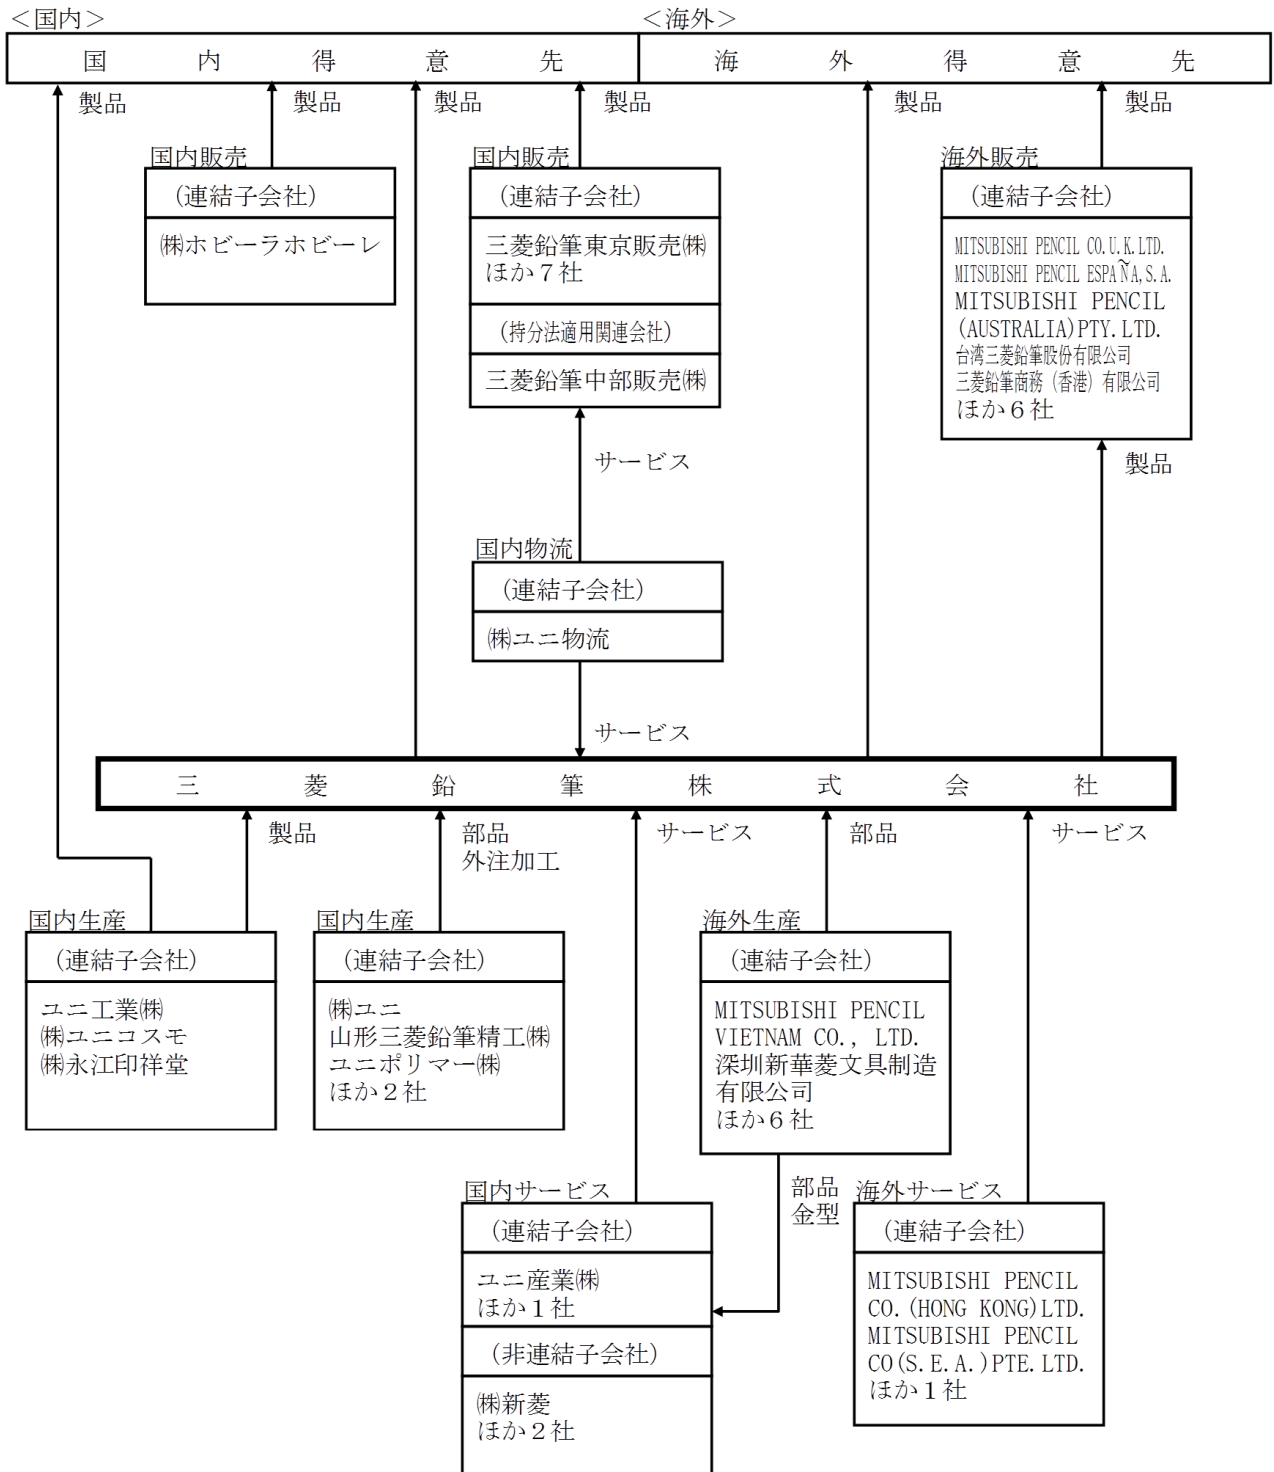 ＜国内＞
＜海外＞
国内得意先
海外得意先
製品
製品
製品
製品
製品
製品
国内販売
(連結子会社)
㈱ホビーラホビーレ
国内販売
(連結子会社)
三菱鉛筆東京販売㈱
ほか７社
(持分法適用関連会社)
三菱鉛筆中部販売㈱
海外販売
(連結子会社)
MITSUBISHI PENCIL CO.U.K.LTD.
MITSUBISHI PENCIL ESPAÑA,S.A.
MITSUBISHI PENCIL
(AUSTRALIA)PTY.LTD.
台湾三菱鉛筆股份有限公司
三菱鉛筆商務（香港）有限公司
ほか６社
サービス
製品
国内物流
(連結子会社)
㈱ユニ物流
サービス
三菱鉛筆株式会社
製品
部品
外注加工
サービス
部品
サービス
国内生産
(連結子会社)
ユニ工業㈱
㈱ユニコスモ
㈱永江印祥堂
国内生産
(連結子会社)
㈱ユニ
山形三菱鉛筆精工㈱
ユニポリマー㈱
ほか２社
海外生産
(連結子会社)
MITSUBISHI PENCIL
VIETNAM CO., LTD.
深圳新華菱文具制造
有限公司
ほか６社
部品
金型
国内サービス
(連結子会社)
ユニ産業㈱
ほか１社
(非連結子会社)
㈱新菱
ほか２社
海外サービス
(連結子会社)
MITSUBISHI PENCIL
CO.(HONG KONG)LTD.
MITSUBISHI PENCIL
CO(S.E.A.)PTE.LTD.
ほか１社